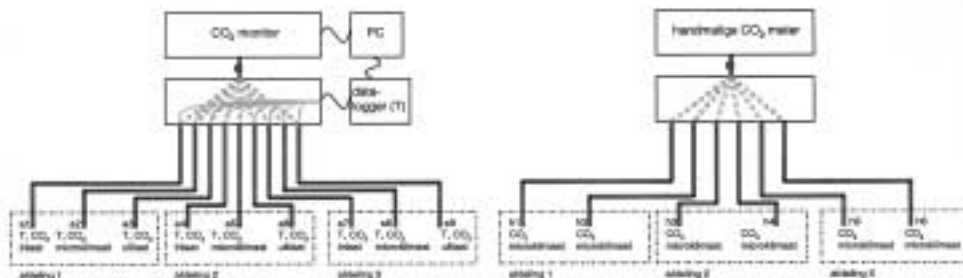 CO₂ monitor
PC
data-
logger (T)
handmatige CO₂ meter
T, CO₂ T, CO₂ T, CO₂
inlaat microklimaat uitlaat
T, CO₂ T, CO₂ T, CO₂
inlaat microklimaat uitlaat
T, CO₂ T, CO₂ T, CO₂
inlaat microklimaat uitlaat
afdeling 1
afdeling 2
afdeling 3
CO₂ CO₂
microklimaat microklimaat
CO₂ CO₂
microklimaat microklimaat
CO₂ CO₂
microklimaat microklimaat
afdeling 1
afdeling 2
afdeling 3